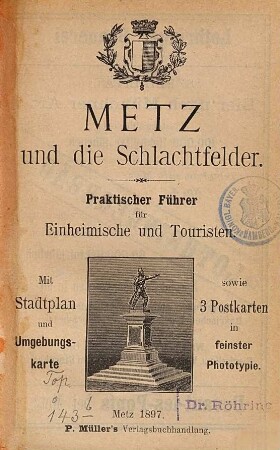 METZ
und die Schlachtfelder.
Praktischer Führer
für
Einheimische und Touristen.
Mit
Stadtplan
und
Umgebungs-
karte
sowie
3 Postkarten
in
feinster
Phototypie.
Top.
143
Dr. Röhring
Metz 1897.
P. Müller's Verlagsbuchhandlung.